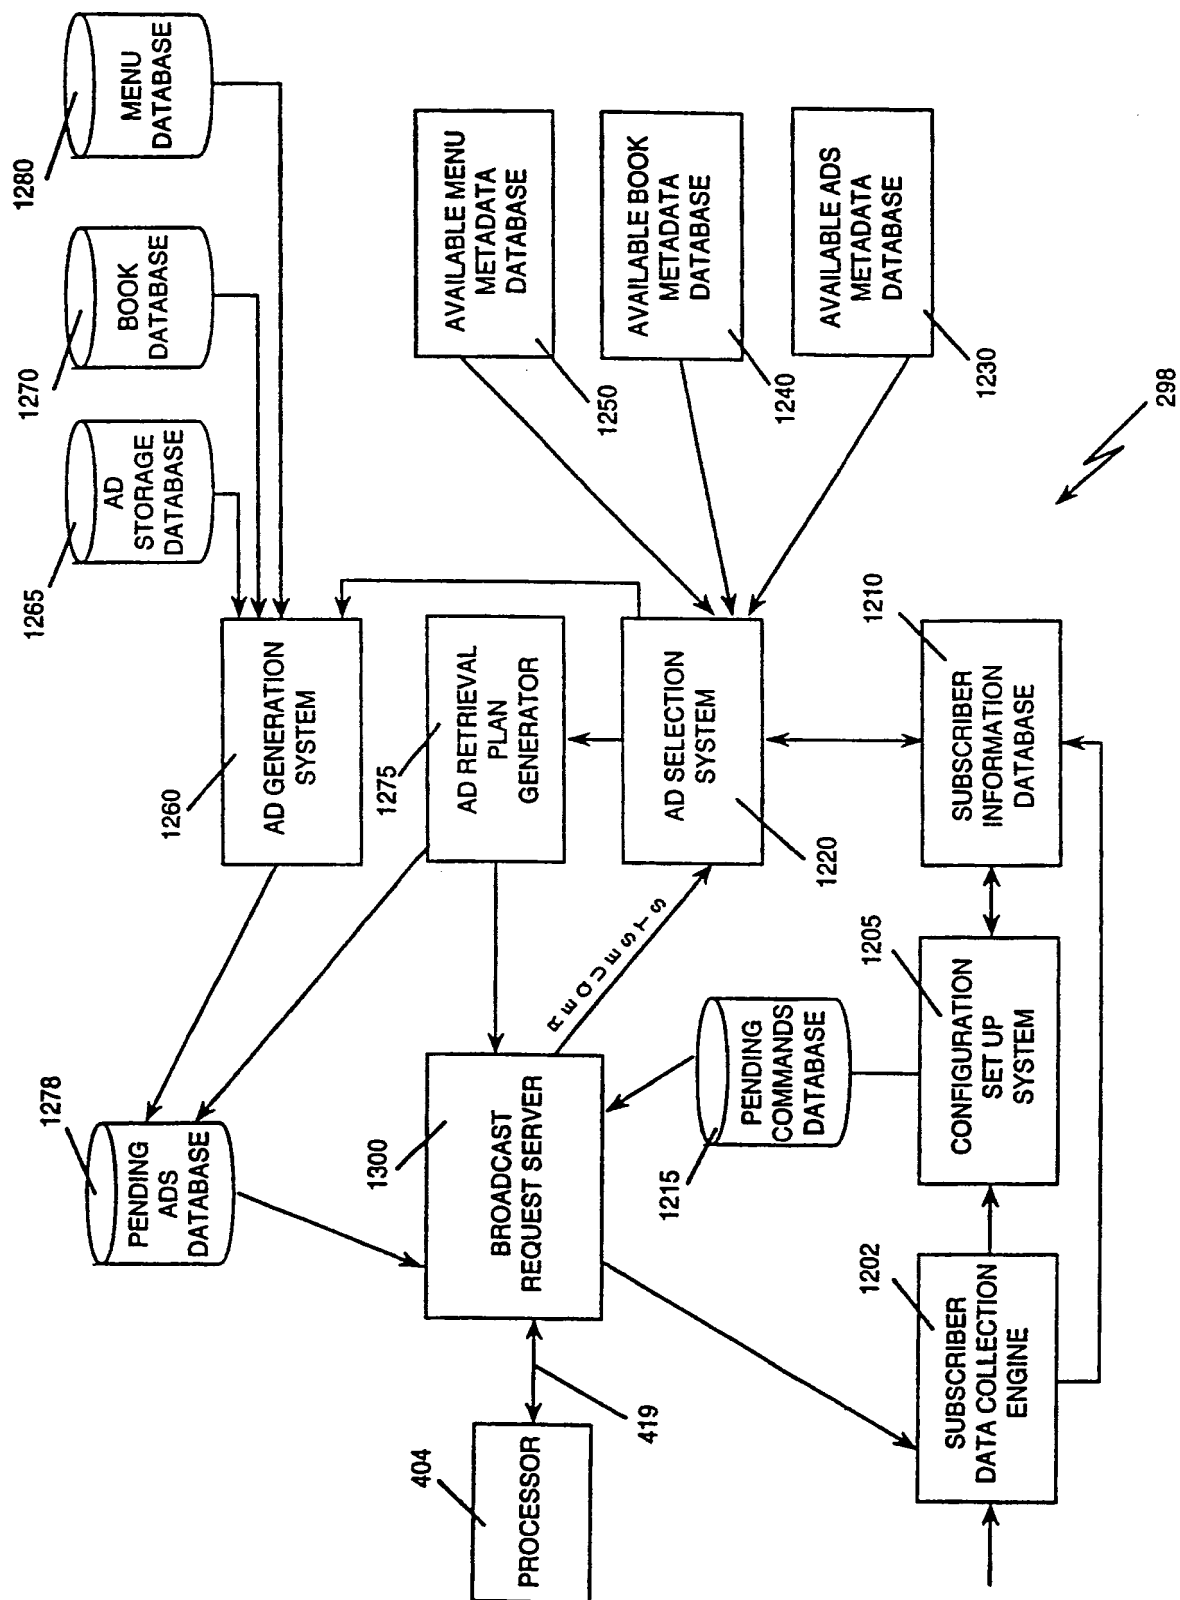 1280
MENU
DATABASE
1270
BOOK
DATABASE
1265
AD
STORAGE
DATABASE
AVAILABLE MENU
METADATA
DATABASE
1250
AVAILABLE BOOK
METADATA
DATABASE
1240
AVAILABLE ADS
METADATA
DATABASE
1230
298
1260
AD GENERATION
SYSTEM
1275
AD RETRIEVAL
PLAN
GENERATOR
AD SELECTION
SYSTEM
1220
1210
SUBSCRIBER
INFORMATION
DATABASE
REQUESTS
1278
PENDING
ADS
DATABASE
1300
BROADCAST
REQUEST SERVER
PENDING
COMMANDS
DATABASE
1215
1205
CONFIGURATION
SET UP
SYSTEM
1202
SUBSCRIBER
DATA COLLECTION
ENGINE
404
PROCESSOR
419